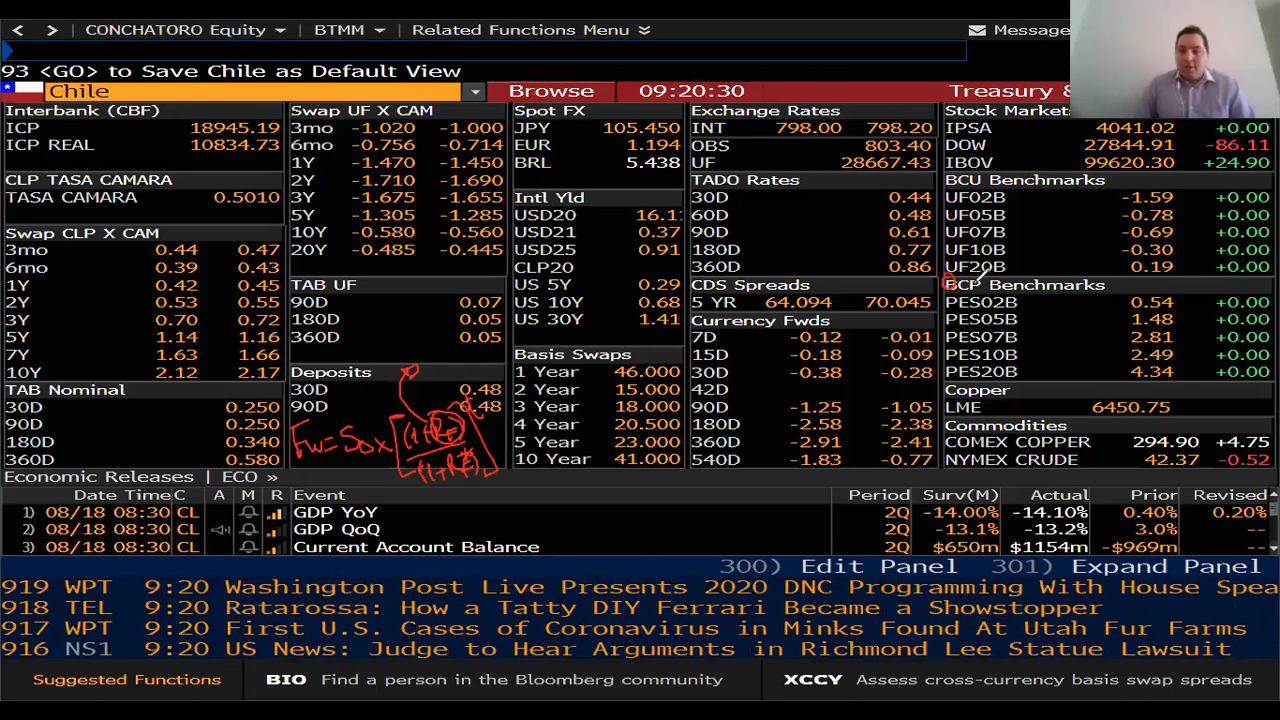 CONCHATORO Equity BTMM Related Functions Menu Message
93 <GO> to Save Chile as Default View
Chile Browse 09:20:30 Treasury &
Interbank (CBF)
ICP 18945.19
ICP REAL 10834.73
CLP TASA CAMARA
TASA CAMARA 0.5010
Swap CLP X CAM
3mo 0.44 0.47
6mo 0.39 0.43
1Y 0.42 0.45
2Y 0.53 0.55
3Y 0.70 0.72
5Y 1.14 1.16
7Y 1.63 1.66
10Y 2.12 2.17
TAB Nominal
30D 0.250
90D 0.250
180D 0.340
360D 0.580
Swap UF X CAM
3mo -1.020 -1.000
6mo -0.756 -0.714
1Y -1.470 -1.450
2Y -1.710 -1.690
3Y -1.675 -1.655
5Y -1.305 -1.285
10Y -0.580 -0.560
20Y -0.485 -0.445
TAB UF
90D 0.07
180D 0.05
360D 0.05
Deposits
30D 0.48
90D 0.48
Spot FX
JPY 105.450
EUR 1.194
BRL 5.438
Intl Yld
USD20 16.11
USD21 0.37
USD25 0.91
CLP20
US 5Y 0.29
US 10Y 0.68
US 30Y 1.41
Basis Swaps
1 Year 46.000
2 Year 15.000
3 Year 18.000
4 Year 20.500
5 Year 23.000
10 Year 41.000
Exchange Rates
INT 798.00 798.20
OBS 803.40
UF 28667.43
TADO Rates
30D 0.44
60D 0.48
90D 0.61
180D 0.77
360D 0.86
CDS Spreads
5 YR 64.094 70.045
Currency Fwds
7D -0.12 -0.01
15D -0.18 -0.09
30D -0.38 -0.28
42D
90D -1.25 -1.05
180D -2.58 -2.38
360D -2.91 -2.41
540D -1.83 -0.77
Stock Market
IPSA 4041.02 +0.00
DOW 27844.91 -86.11
IBOV 99620.30 +24.90
BCU Benchmarks
UF02B -1.59 +0.00
UF05B -0.78 +0.00
UF07B -0.69 +0.00
UF10B -0.30 +0.00
UF20B 0.19 +0.00
BCP Benchmarks
PES02B 0.54 +0.00
PES05B 1.48 +0.00
PES07B 2.81 +0.00
PES10B 2.49 +0.00
PES20B 4.34 +0.00
Copper
LME 6450.75
Commodities
COMEX COPPER 294.90 +4.75
NYMEX CRUDE 42.37 -0.52
Economic Releases ECO »
Date Time C A M R Event Period Surv(M) Actual Prior Revised
1) 08/18 08:30 CL GDP YoY 2Q -14.00% -14.10% 0.40% 0.20%
2) 08/18 08:30 CL GDP QoQ 2Q -13.1% -13.2% 3.0% --
3) 08/18 08:30 CL Current Account Balance 2Q $650m $1154m -$969m --
300) Edit Panel 301) Expand Panel
919 WPT 9:20 Washington Post Live Presents 2020 DNC Programming With House Spea
918 TEL 9:20 Ratarossa: How a Tatty DIY Ferrari Became a Showstopper
917 WPT 9:20 First U.S. Cases of Coronavirus in Minks Found At Utah Fur Farms
916 NS1 9:20 US News: Judge to Hear Arguments in Richmond Lee Statue Lawsuit
Suggested Functions BIO Find a person in the Bloomberg community XCCY Assess cross-currency basis swap spreads